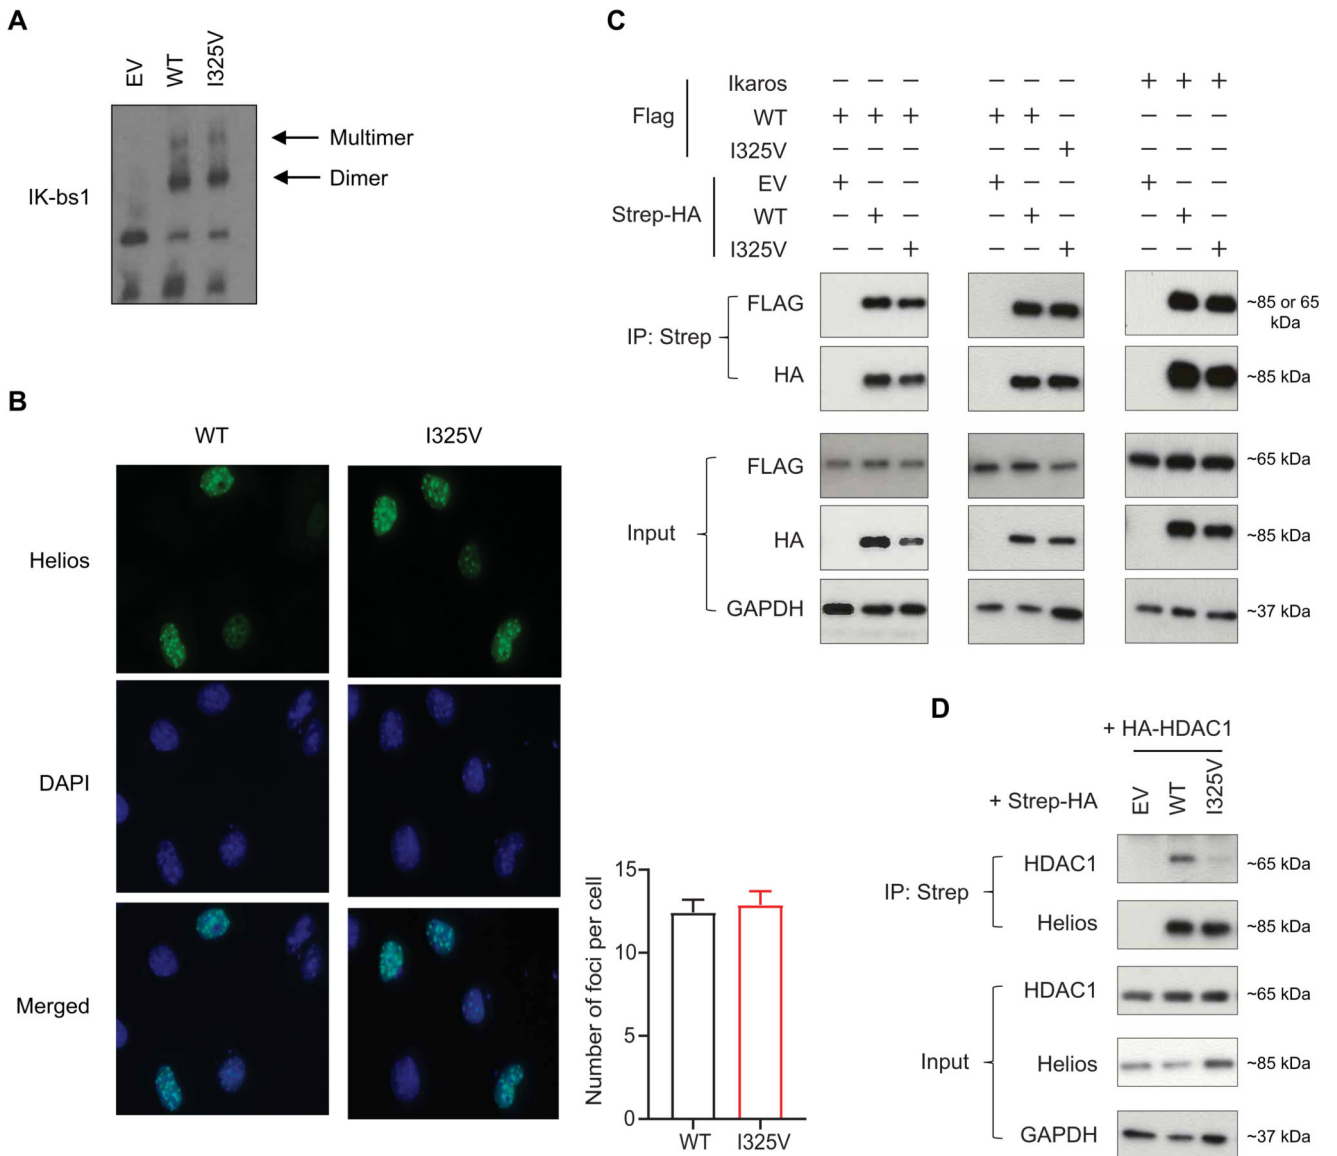 A
EV
WT
I325V
IK-bs1
Multimer
Dimer
B
WT
I325V
Helios
DAPI
Merged
Number of foci per cell
15
10
5
0
WT
I325V
C
Flag
Ikaros
− − −
− − −
+ + +
WT
+ + +
+ + −
− − −
I325V
− − −
− − +
− − −
Strep-HA
EV
+ − −
+ − −
+ − −
WT
− + −
− + −
− + −
I325V
− − +
− − +
− − +
IP: Strep
FLAG
~85 or 65
kDa
HA
~85 kDa
Input
FLAG
~65 kDa
HA
~85 kDa
GAPDH
~37 kDa
D
+ HA-HDAC1
+ Strep-HA
EV
WT
I325V
IP: Strep
HDAC1
~65 kDa
Helios
~85 kDa
Input
HDAC1
~65 kDa
Helios
~85 kDa
GAPDH
~37 kDa